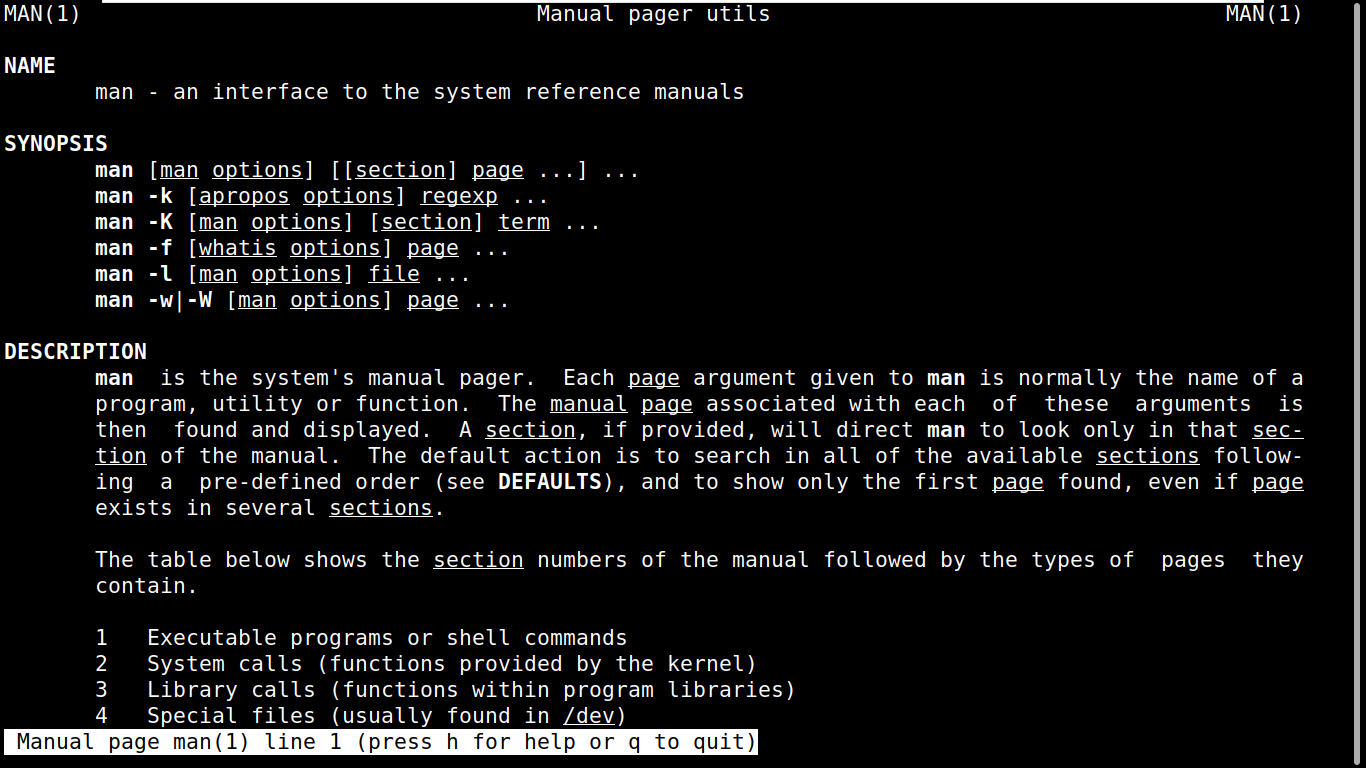 MAN(1) Manual pager utils MAN(1)
NAME
man - an interface to the system reference manuals
SYNOPSIS
man [man options] [[section] page ...] ...
man -k [apropos options] regexp ...
man -K [man options] [section] term ...
man -f [whatis options] page ...
man -l [man options] file ...
man -w|-W [man options] page ...
DESCRIPTION
man  is the system's manual pager.  Each page argument given to man is normally the name of a
program, utility or function.  The manual page associated with each  of  these  arguments  is
then  found and displayed.  A section, if provided, will direct man to look only in that sec-
tion of the manual.  The default action is to search in all of the available sections follow-
ing  a  pre-defined order (see DEFAULTS), and to show only the first page found, even if page
exists in several sections.
The table below shows the section numbers of the manual followed by the types of  pages  they
contain.
1   Executable programs or shell commands
2   System calls (functions provided by the kernel)
3   Library calls (functions within program libraries)
4   Special files (usually found in /dev)
Manual page man(1) line 1 (press h for help or q to quit)